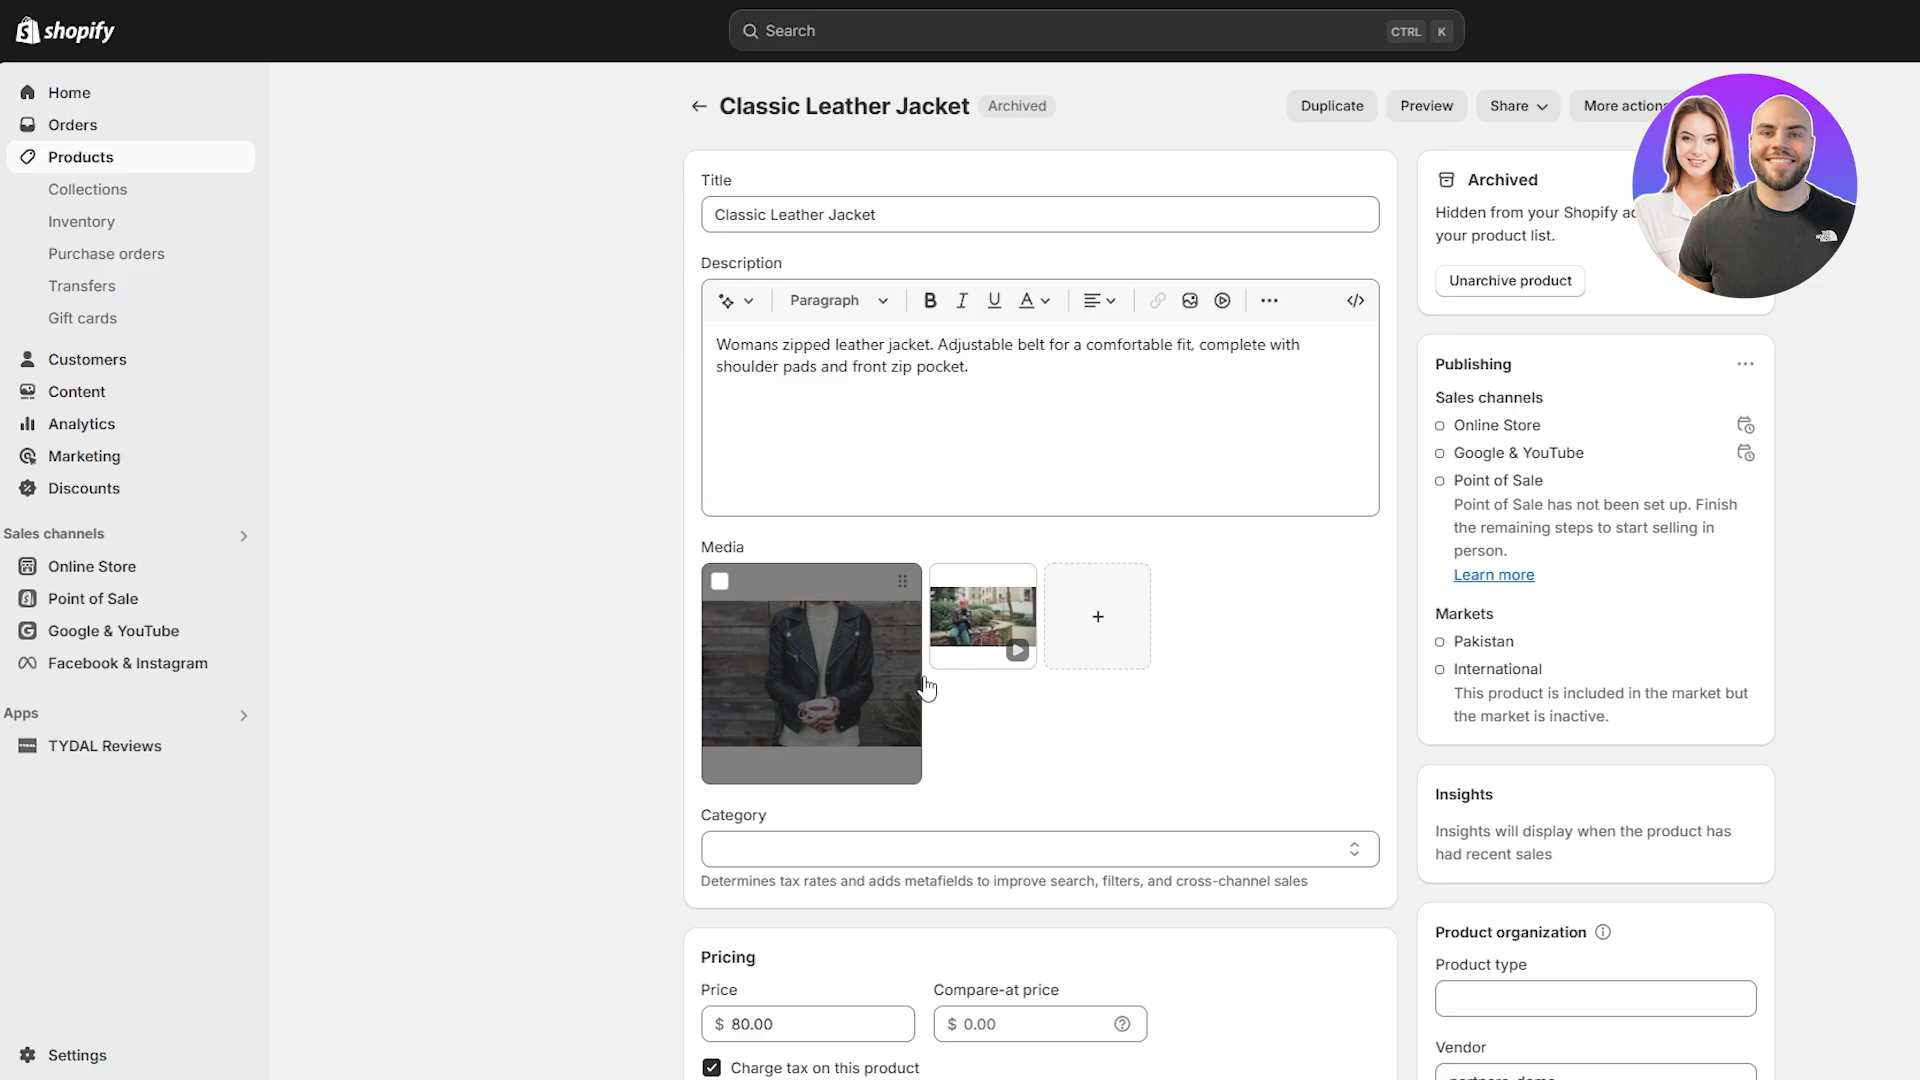 shopify
Search
CTRL K
Home
Orders
Products
Collections
Inventory
Purchase orders
Transfers
Gift cards
Customers
Content
Analytics
Marketing
Discounts
Sales channels
Online Store
Point of Sale
Google & YouTube
Facebook & Instagram
Apps
TYDAL Reviews
Settings
Classic Leather Jacket Archived
Duplicate Preview Share More actions
Title
Classic Leather Jacket
Description
Paragraph B I U A
Womans zipped leather jacket. Adjustable belt for a comfortable fit, complete with
shoulder pads and front zip pocket.
Media
Category
Determines tax rates and adds metafields to improve search, filters, and cross-channel sales
Pricing
Price Compare-at price
$ 80.00 $ 0.00
Charge tax on this product
Archived
Hidden from your Shopify
your product list.
Unarchive product
Publishing
Sales channels
Online Store
Google & YouTube
Point of Sale
Point of Sale has not been set up. Finish
the remaining steps to start selling in
person.
Learn more
Markets
Pakistan
International
This product is included in the market but
the market is inactive.
Insights
Insights will display when the product has
had recent sales
Product organization
Product type
Vendor